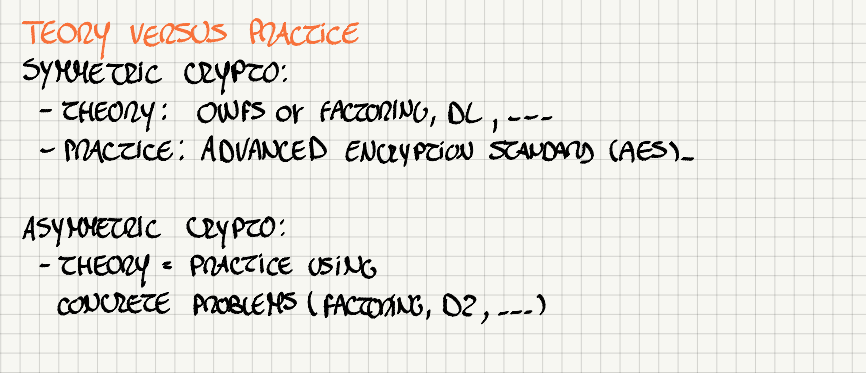 TEORY VERSUS PRACTICE
SYMMETRIC CRYPTO:
- THEORY: OWFS or FACTORING, DL, ---
- PRACTICE: ADVANCED ENCRYPTION STANDARD (AES)_
ASYMMETRIC CRYPTO:
- THEORY = PRACTICE USING
CONCRETE PROBLEMS (FACTORING, D2, ---)